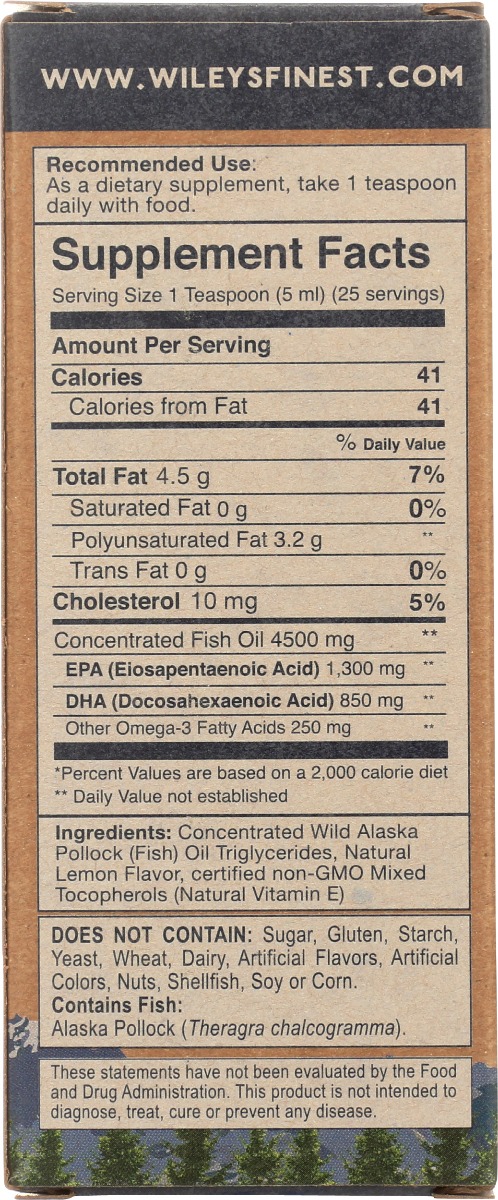 WWW.WILEYSFINEST.COM
Recommended Use:
As a dietary supplement, take 1 teaspoon
daily with food.
Supplement Facts
Serving Size 1 Teaspoon (5 ml) (25 servings)
Amount Per Serving
Calories 41
Calories from Fat 41
% Daily Value
Total Fat 4.5 g 7%
Saturated Fat 0 g 0%
Polyunsaturated Fat 3.2 g **
Trans Fat 0 g 0%
Cholesterol 10 mg 5%
Concentrated Fish Oil 4500 mg **
EPA (Eiosapentaenoic Acid) 1,300 mg **
DHA (Docosahexaenoic Acid) 850 mg **
Other Omega-3 Fatty Acids 250 mg **
*Percent Values are based on a 2,000 calorie diet
** Daily Value not established
Ingredients: Concentrated Wild Alaska
Pollock (Fish) Oil Triglycerides, Natural
Lemon Flavor, certified non-GMO Mixed
Tocopherols (Natural Vitamin E)
DOES NOT CONTAIN: Sugar, Gluten, Starch,
Yeast, Wheat, Dairy, Artificial Flavors, Artificial
Colors, Nuts, Shellfish, Soy or Corn.
Contains Fish:
Alaska Pollock (Theragra chalcogramma).
These statements have not been evaluated by the Food
and Drug Administration. This product is not intended to
diagnose, treat, cure or prevent any disease.